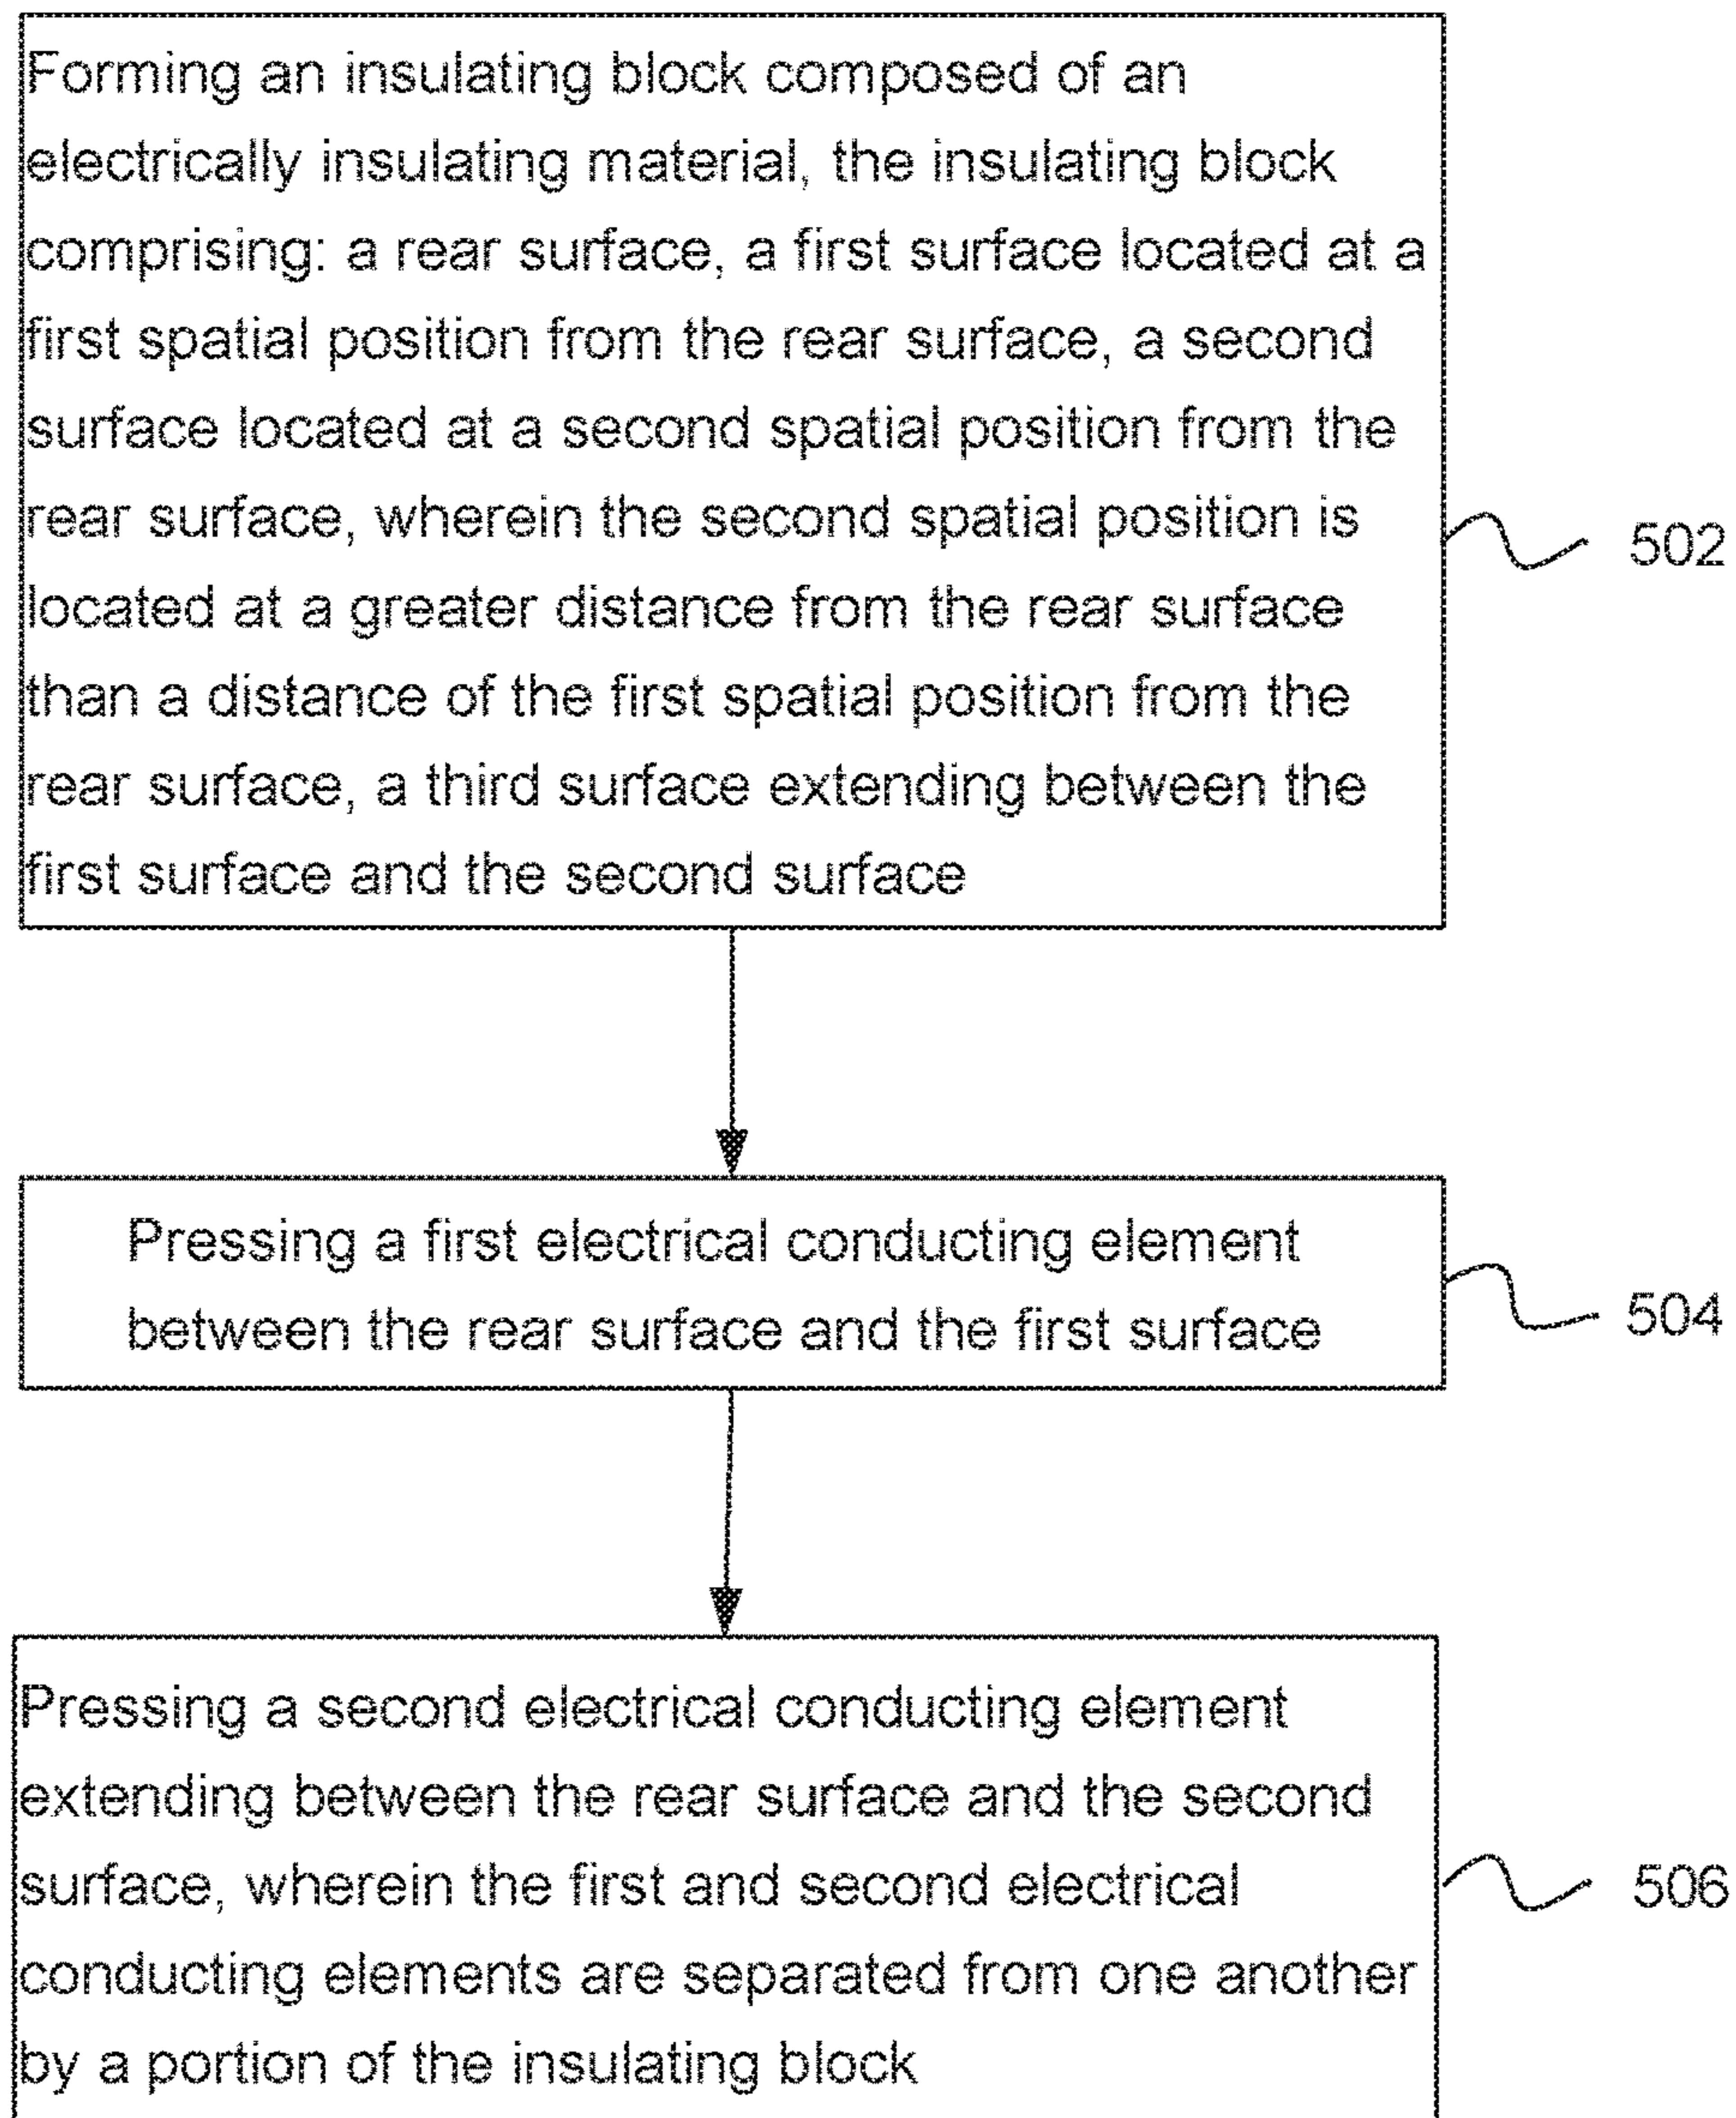 Forming an insulating block composed of an
electrically insulating material, the insulating block
comprising: a rear surface, a first surface located at a
first spatial position from the rear surface, a second
surface located at a second spatial position from the
rear surface, wherein the second spatial position is
located at a greater distance from the rear surface
than a distance of the first spatial position from the
rear surface, a third surface extending between the
first surface and the second surface
502
Pressing a first electrical conducting element
between the rear surface and the first surface
504
Pressing a second electrical conducting element
extending between the rear surface and the second
surface, wherein the first and second electrical
conducting elements are separated from one another
by a portion of the insulating block
506